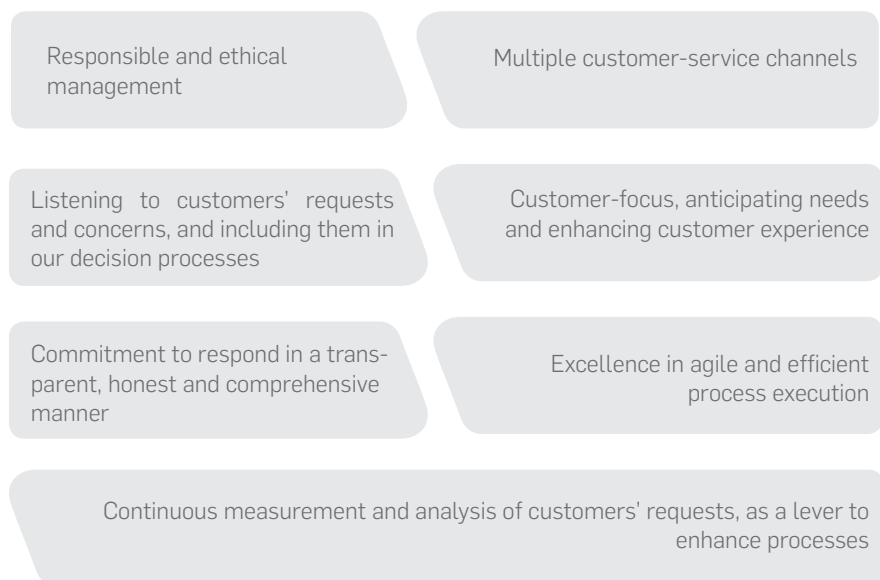 Responsible and ethical
management
Multiple customer-service channels
Listening to customers' requests
and concerns, and including them in
our decision processes
Customer-focus, anticipating needs
and enhancing customer experience
Commitment to respond in a trans-
parent, honest and comprehensive
manner
Excellence in agile and efficient
process execution
Continuous measurement and analysis of customers' requests, as a lever to
enhance processes